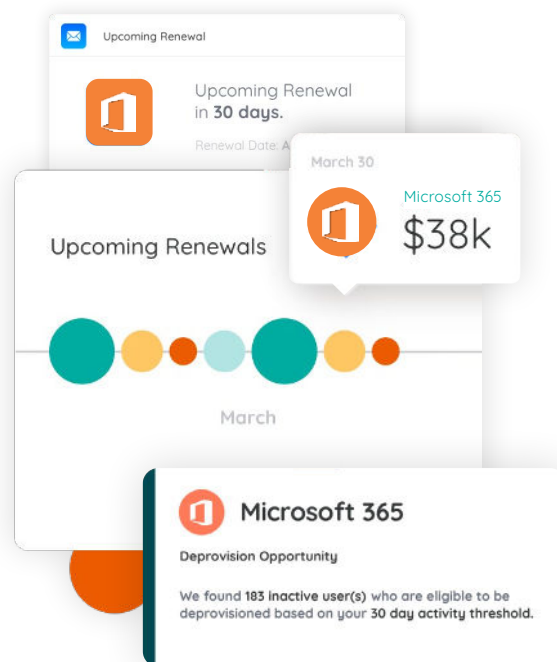 Upcoming Renewal
Upcoming Renewal
in 30 days.
Renewal Date: A
March 30
Microsoft 365
$38k
Upcoming Renewals
March
Microsoft 365
Deprovision Opportunity
We found 183 inactive user(s) who are eligible to be
deprovisioned based on your 30 day activity threshold.